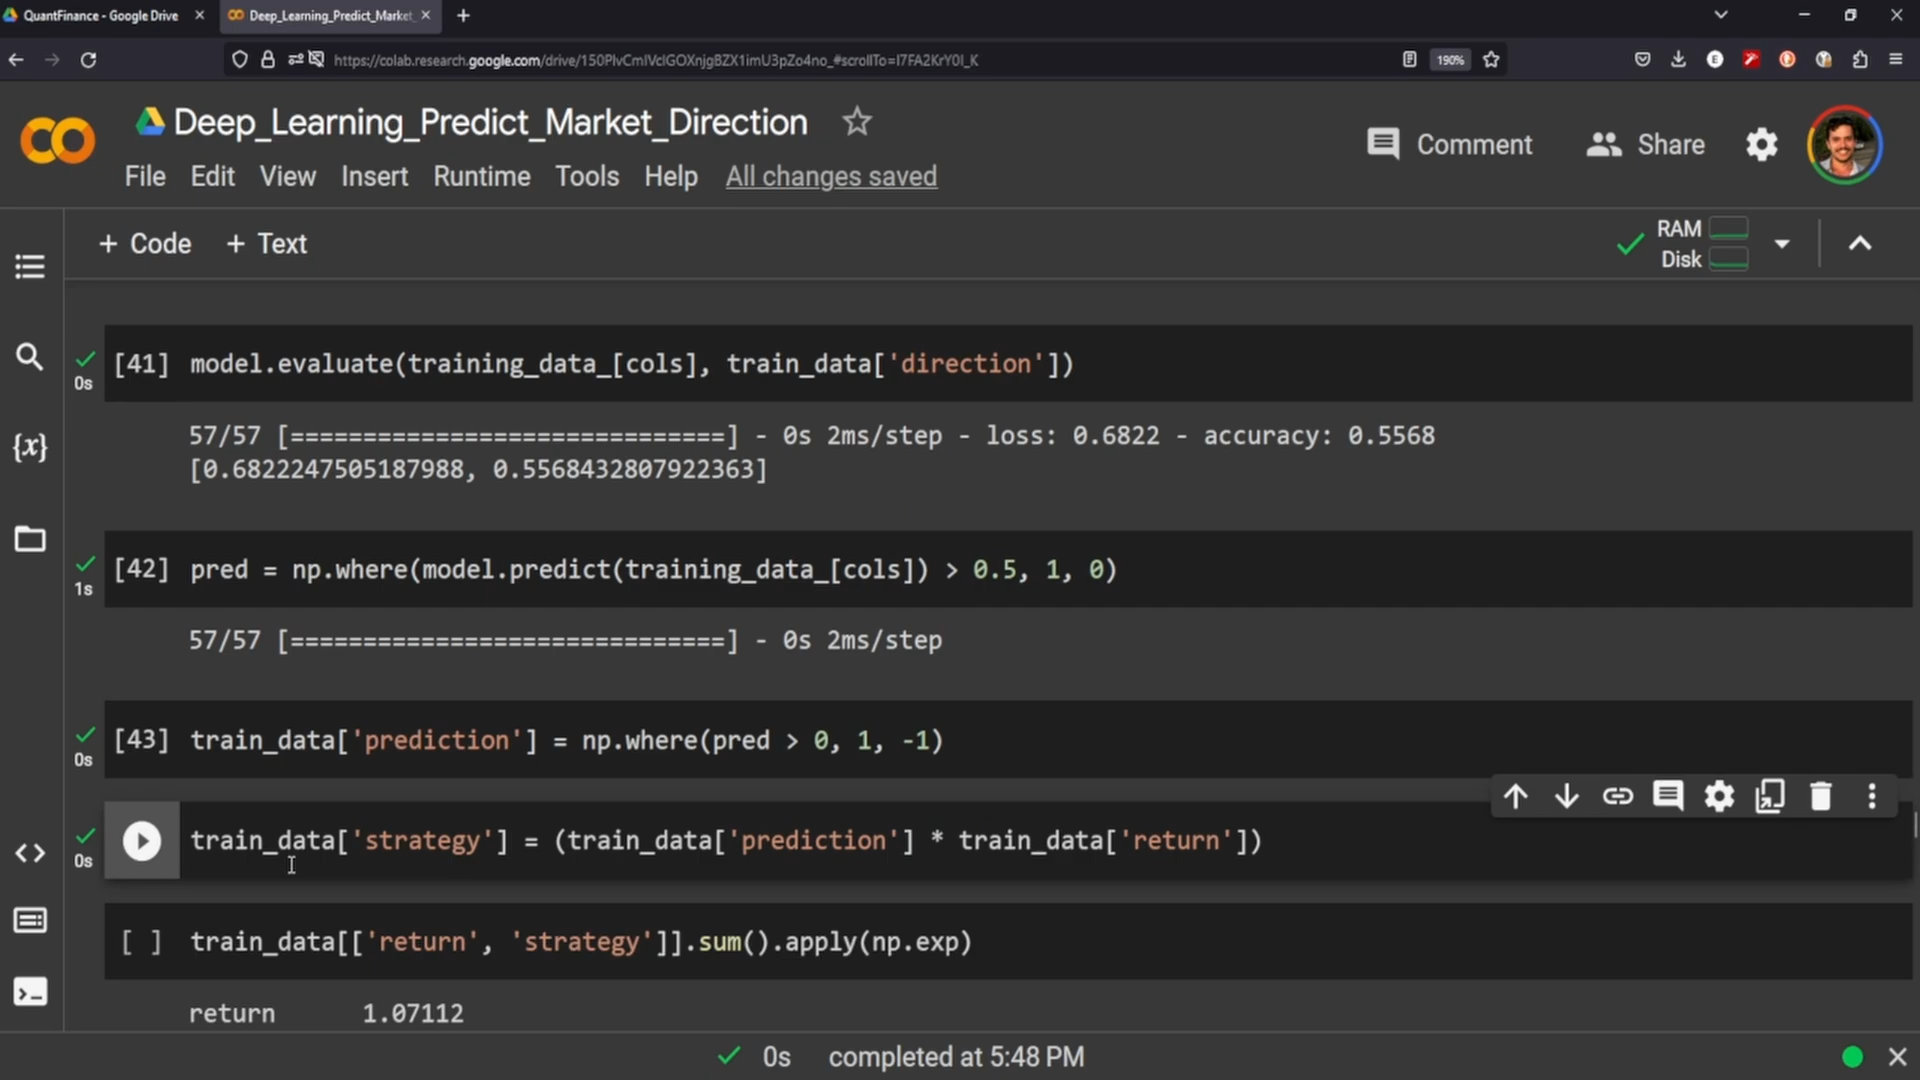 QuantFinance - Google Drive
Deep_Learning_Predict_Market_
https://colab.research.google.com/drive/150PlvCmIVclGOXnjgBZX1imU3pZo4no_#scrollTo=I7FA2KrY0I_K
190%
Deep_Learning_Predict_Market_Direction
Comment
Share
File Edit View Insert Runtime Tools Help All changes saved
+ Code + Text
RAM
Disk
[41] model.evaluate(training_data_[cols], train_data['direction'])
0s
57/57 [==============================] - 0s 2ms/step - loss: 0.6822 - accuracy: 0.5568
[0.6822247505187988, 0.5568432807922363]
[42] pred = np.where(model.predict(training_data_[cols]) > 0.5, 1, 0)
1s
57/57 [==============================] - 0s 2ms/step
[43] train_data['prediction'] = np.where(pred > 0, 1, -1)
0s
train_data['strategy'] = (train_data['prediction'] * train_data['return'])
0s
[ ] train_data[['return', 'strategy']].sum().apply(np.exp)
return 1.07112
0s completed at 5:48 PM